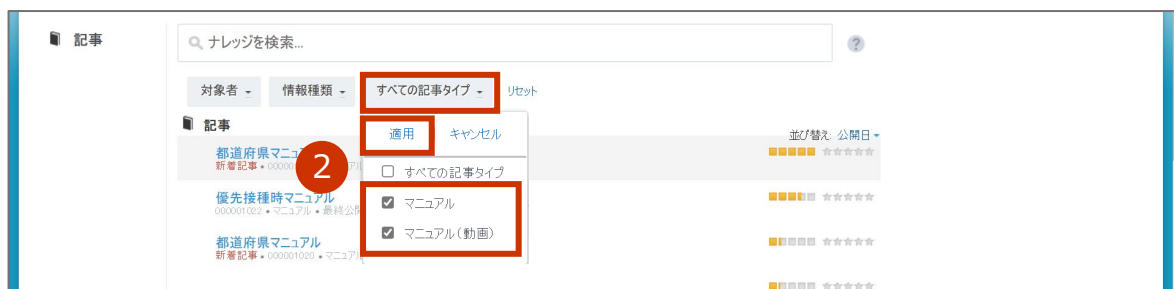 記事
ナレッジを検索...
?
対象者
情報種類
すべての記事タイプ
リセット
記事
適用 キャンセル
並び替え: 公開日
都道府県マニュ
新着記事 • 00000
2
すべての記事タイプ
優先接種時マニュアル
000001022 • マニュアル • 最終公開
マニュアル
マニュアル(動画)
都道府県マニュアル
新着記事 • 000001020 • マニュアル